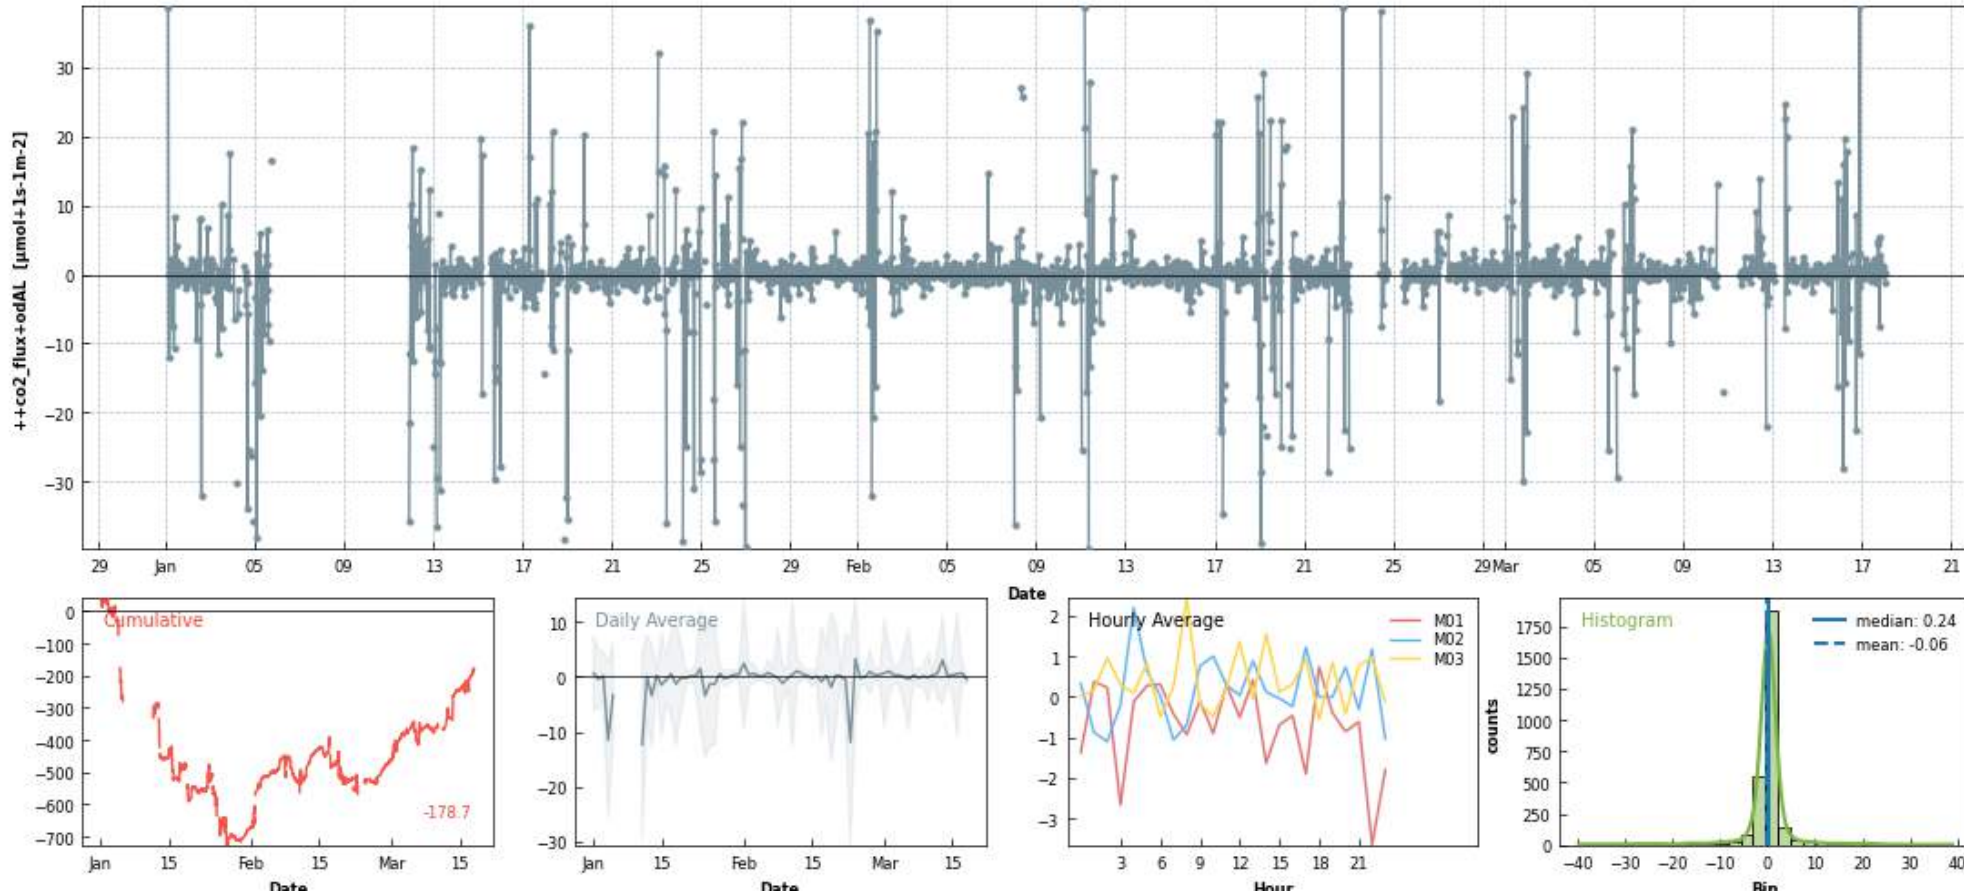 ++co2_flux+odAL [μmol+1s-1m-2]
30
20
10
0
−10
−20
−30
29 Jan 05 09 13 17 21 25 29 Feb 05 09 13 17 21 25 29 Mar 05 09 13 17 21
Date
Cumulative
0
−100
−200
−300
−400
−500
−600
−700
-178.7
Jan 15 Feb 15 Mar 15
Date
Daily Average
10
0
−10
−20
−30
Jan 15 Feb 15 Mar 15
Date
Hourly Average
M01
M02
M03
2
1
0
−1
−2
−3
3 6 9 12 15 18 21
Hour
Histogram
median: 0.24
mean: -0.06
counts
1750
1500
1250
1000
750
500
250
0
−40 −30 −20 −10 0 10 20 30 40
Bin